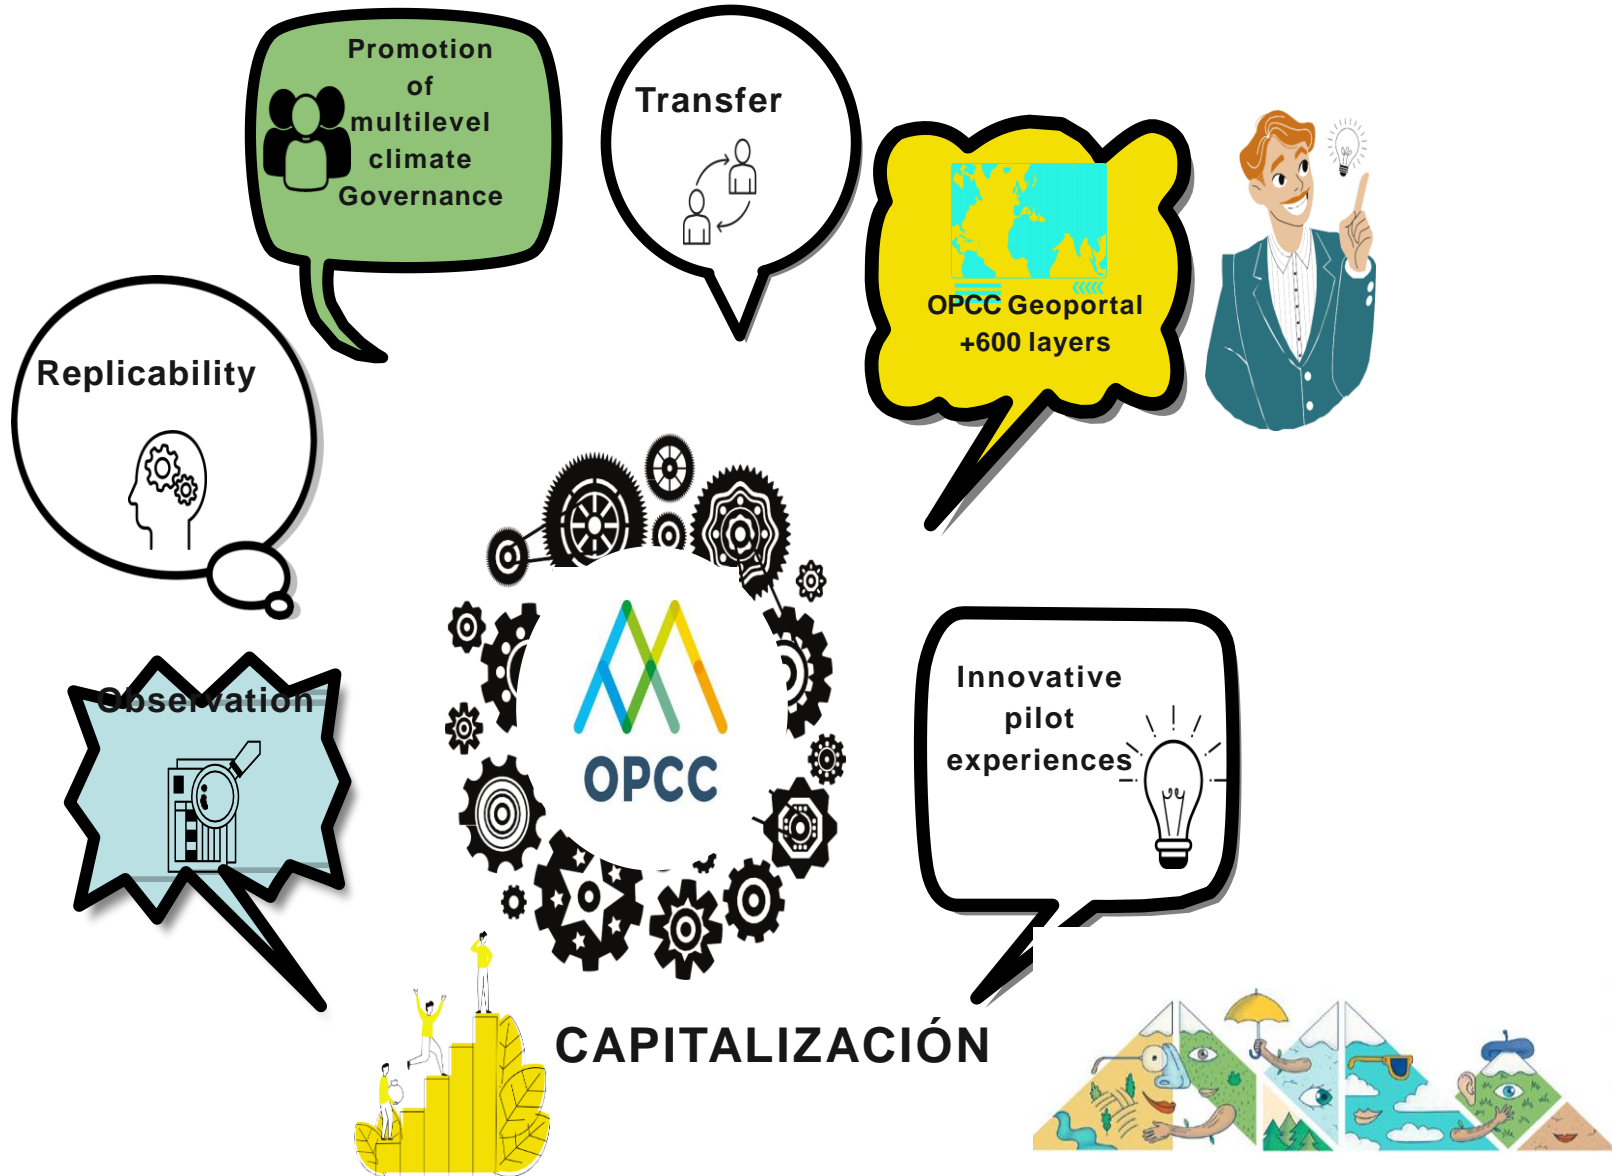 Promotion
of
multilevel
climate
Governance
Transfer
OPCC Geoportal
+600 layers
Replicability
Observation
OPCC
Innovative
pilot
experiences
CAPITALIZACIÓN